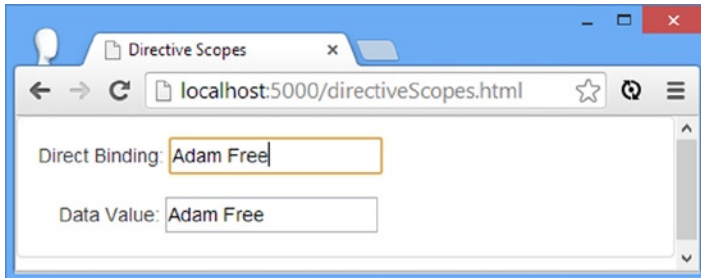 Directive Scopes
localhost:5000/directiveScopes.html
Direct Binding: Adam Free
Data Value: Adam Free